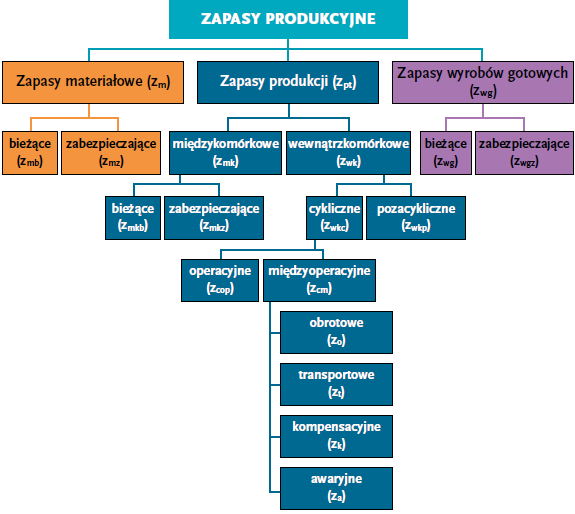 ZAPASY PRODUKCYJNE
Zapasy materiałowe (zm)
Zapasy produkcji (zpt)
Zapasy wyrobów gotowych
(zwg)
bieżące
(zmb)
zabezpieczające
(zmz)
międzykomórkowe
(zmk)
wewnątrzkomórkowe
(zwk)
bieżące
(zwg)
zabezpieczające
(zwgz)
bieżące
(zmkb)
zabezpieczające
(zmkz)
cykliczne
(zwkc)
pozacykliczne
(zwkp)
operacyjne
(zcop)
międzyoperacyjne
(zcm)
obrotowe
(zo)
transportowe
(zt)
kompensacyjne
(zk)
awaryjne
(za)